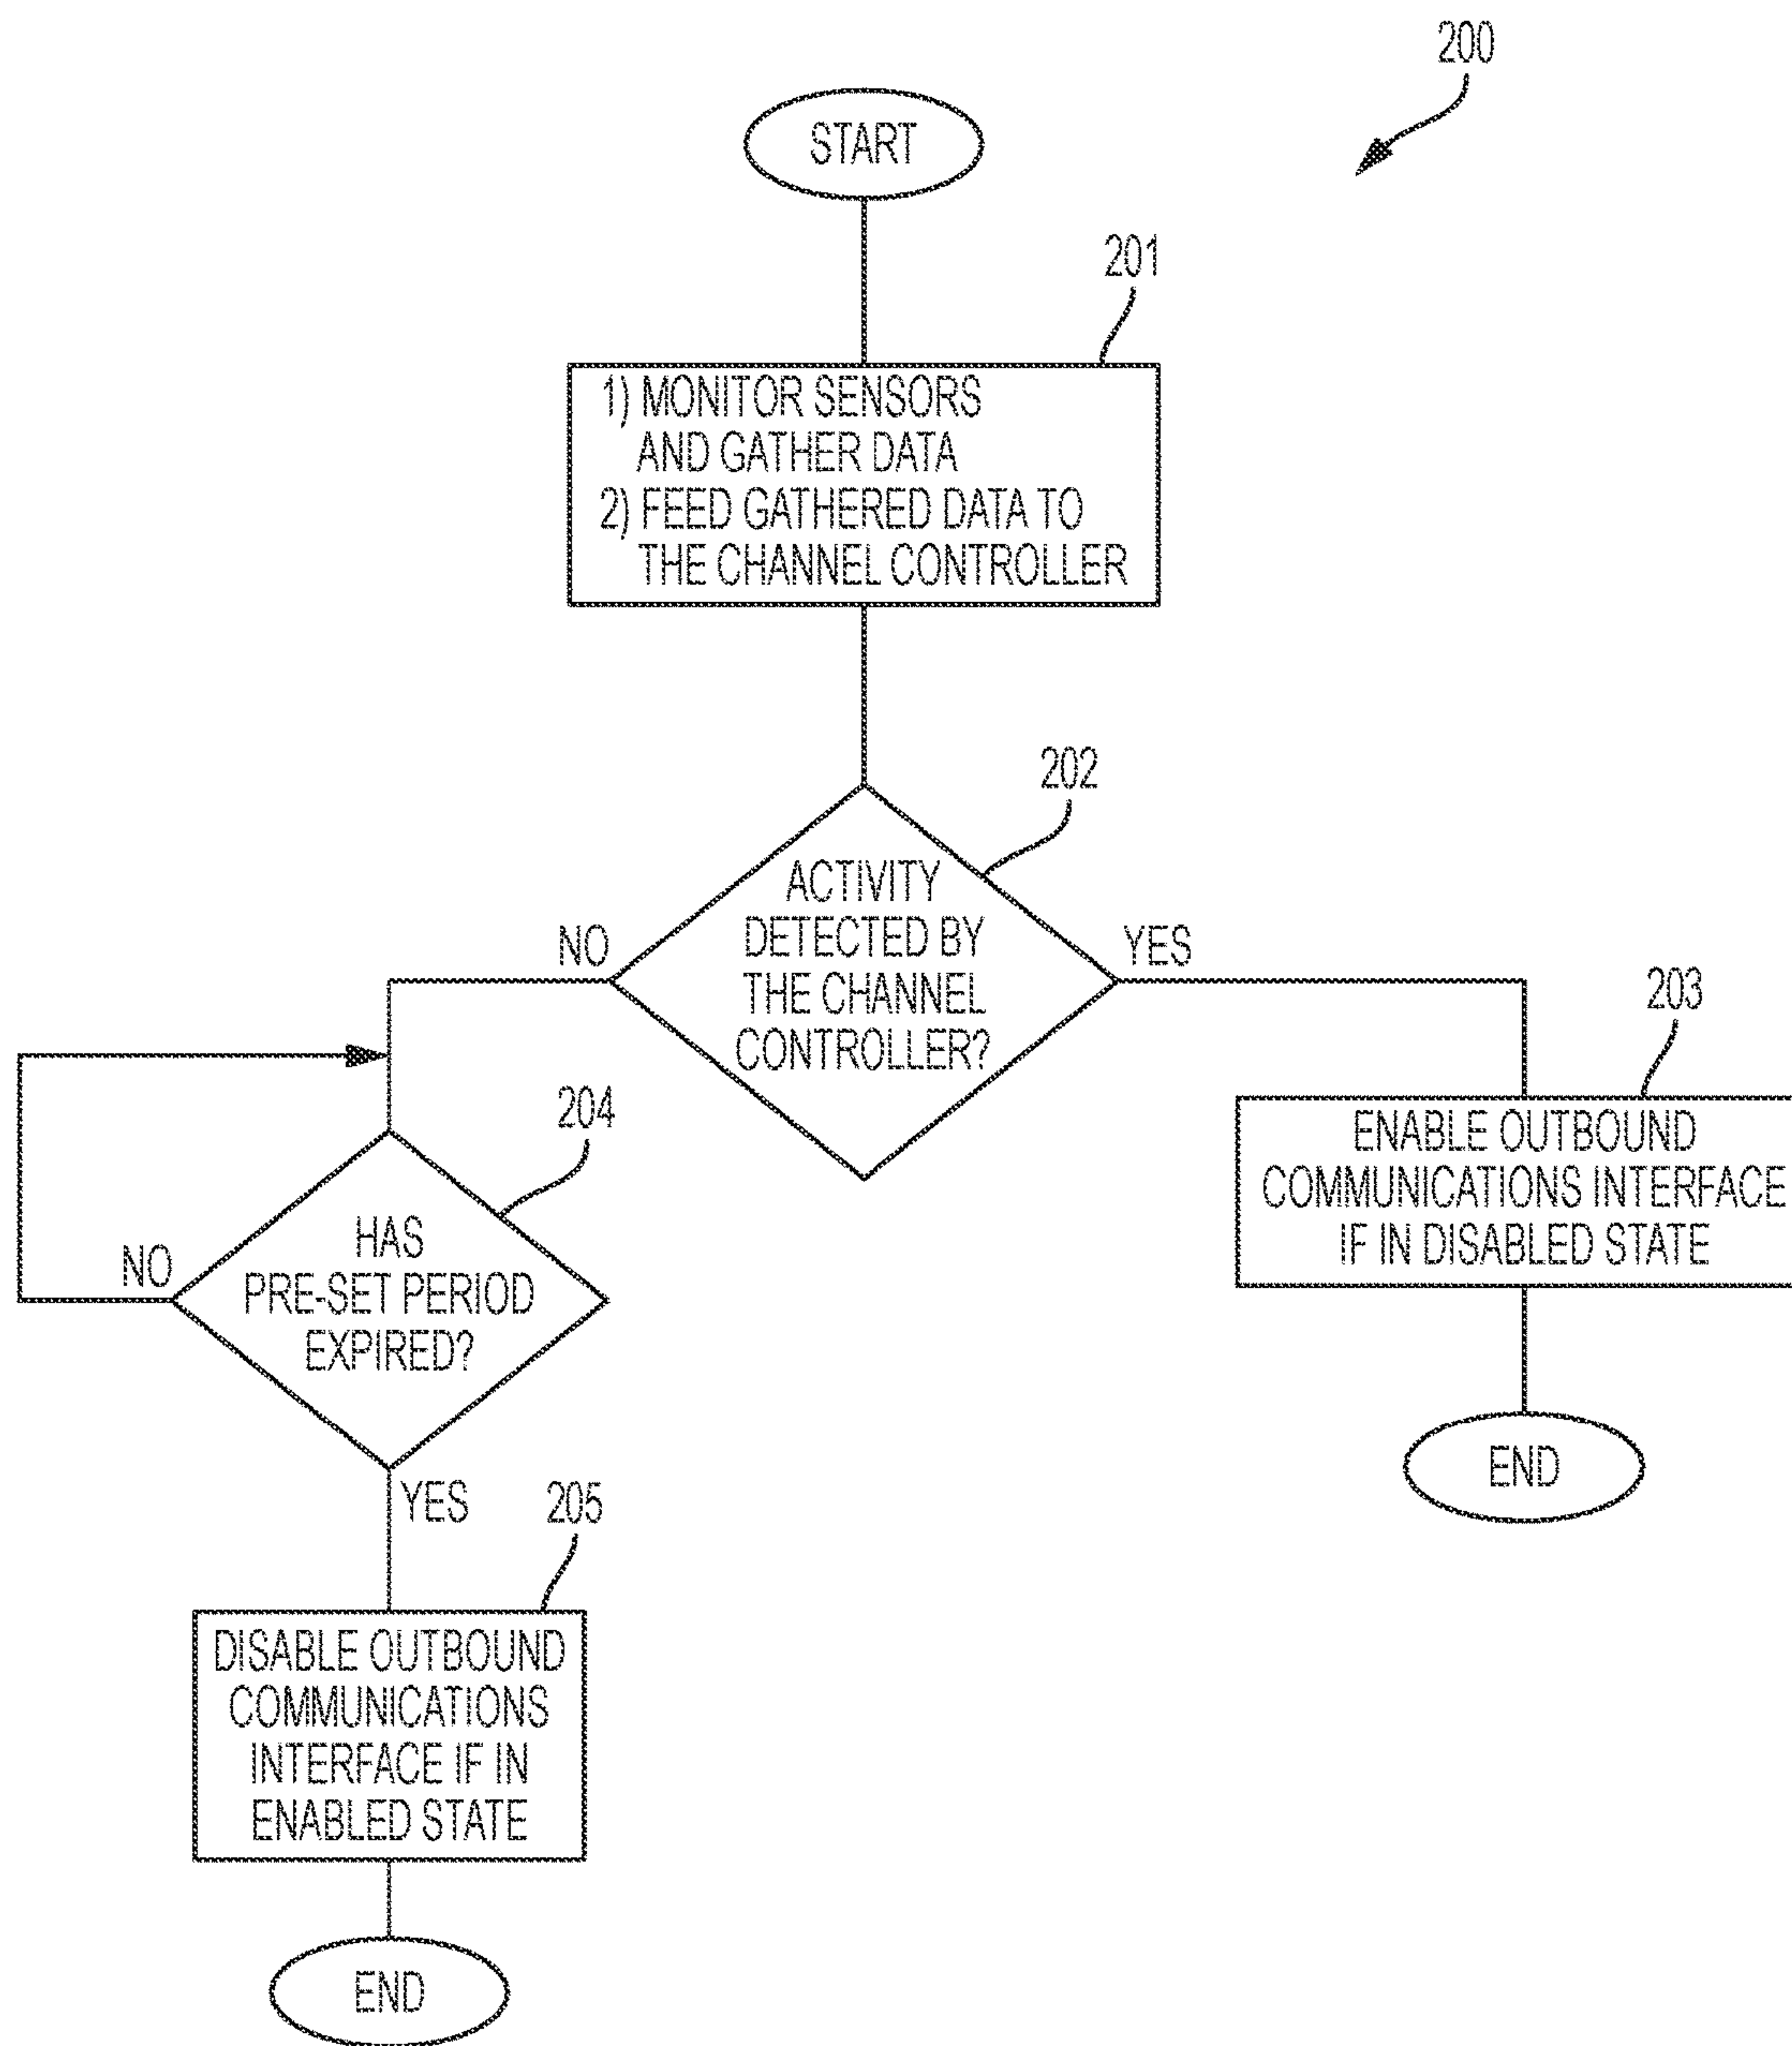 200
START
201
1) MONITOR SENSORS
AND GATHER DATA
2) FEED GATHERED DATA TO
THE CHANNEL CONTROLLER
202
ACTIVITY
DETECTED BY
THE CHANNEL
CONTROLLER?
NO
YES
203
ENABLE OUTBOUND
COMMUNICATIONS INTERFACE
IF IN DISABLED STATE
END
204
HAS
PRE-SET PERIOD
EXPIRED?
NO
YES
205
DISABLE OUTBOUND
COMMUNICATIONS
INTERFACE IF IN
ENABLED STATE
END